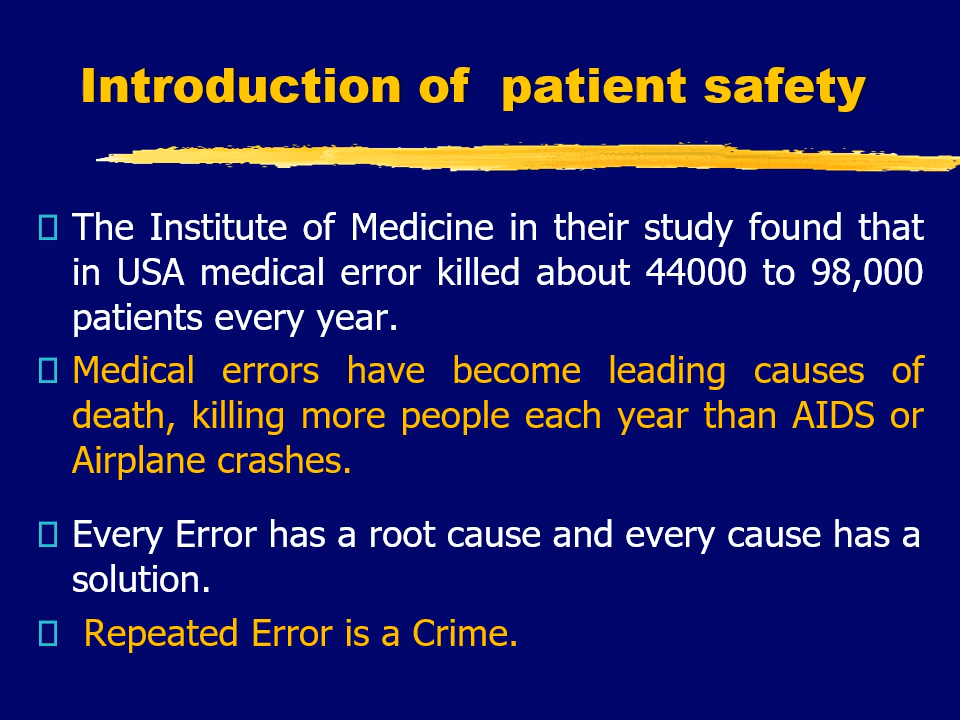 Introduction of patient safety
The Institute of Medicine in their study found that
in USA medical error killed about 44000 to 98,000
patients every year.
Medical errors have become leading causes of
death, killing more people each year than AIDS or
Airplane crashes.
Every Error has a root cause and every cause has a
solution.
Repeated Error is a Crime.